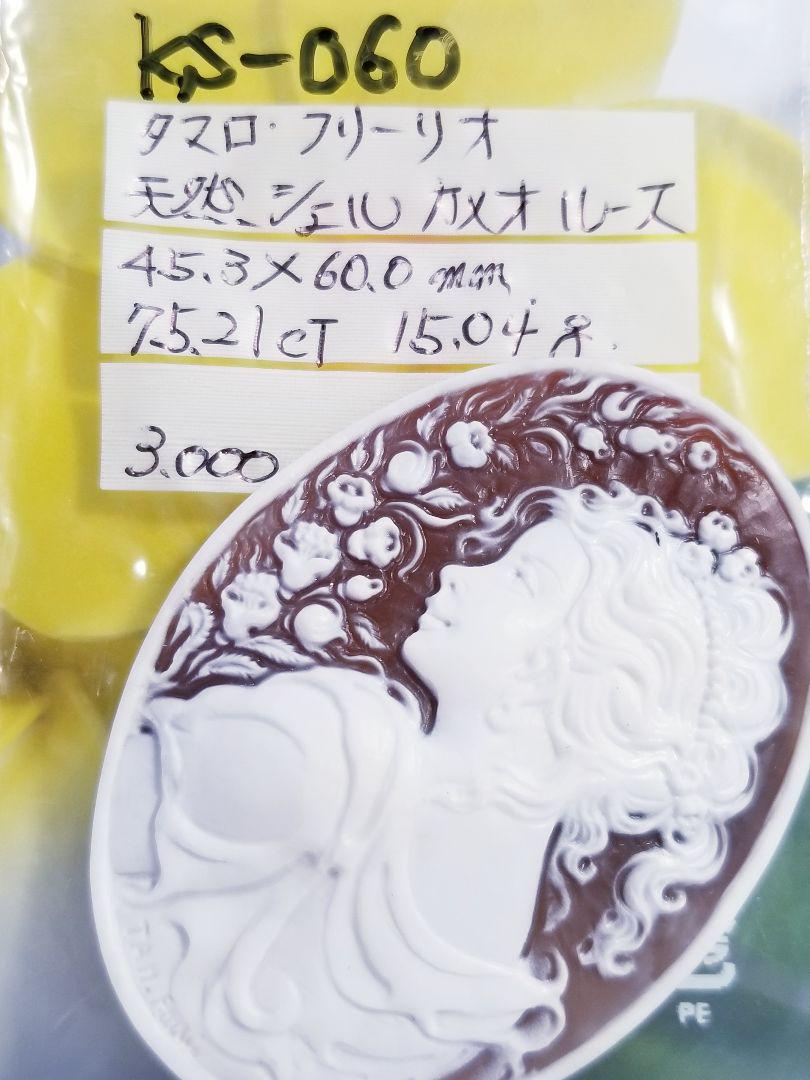 KS-060
タマロ・フリーリオ
天然シェルカメオルース
45.3×60.0mm
75.21cT 15.04g.
3.000
PE